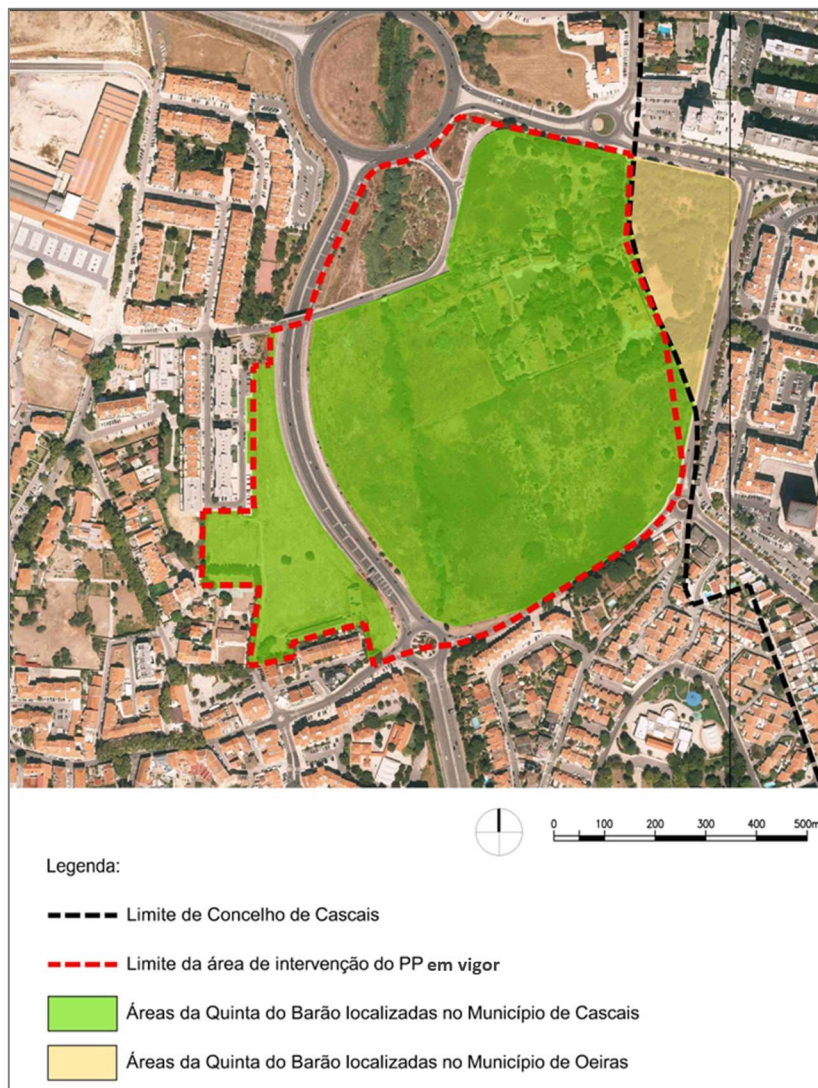 0 100 200 300 400 500m
Legenda:
Limite de Concelho de Cascais
Limite da área de intervenção do PP em vigor
Áreas da Quinta do Barão localizadas no Município de Cascais
Áreas da Quinta do Barão localizadas no Município de Oeiras